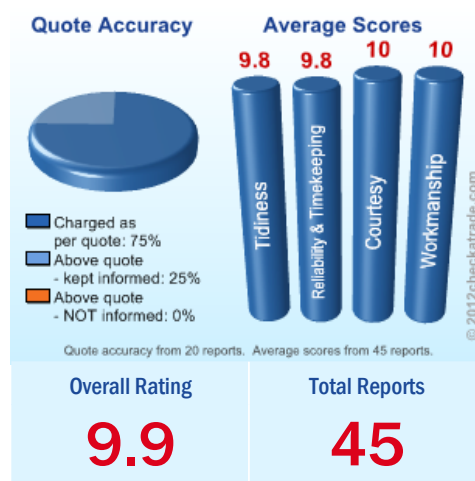 Quote Accuracy
Average Scores
9.8
9.8
10
10
Tidiness
Reliability & Timekeeping
Courtesy
Workmanship
Charged as
per quote: 75%
Above quote
- kept informed: 25%
Above quote
- NOT informed: 0%
© 2012checkatrade.com
Quote accuracy from 20 reports. Average scores from 45 reports.
Overall Rating
Total Reports
9.9
45